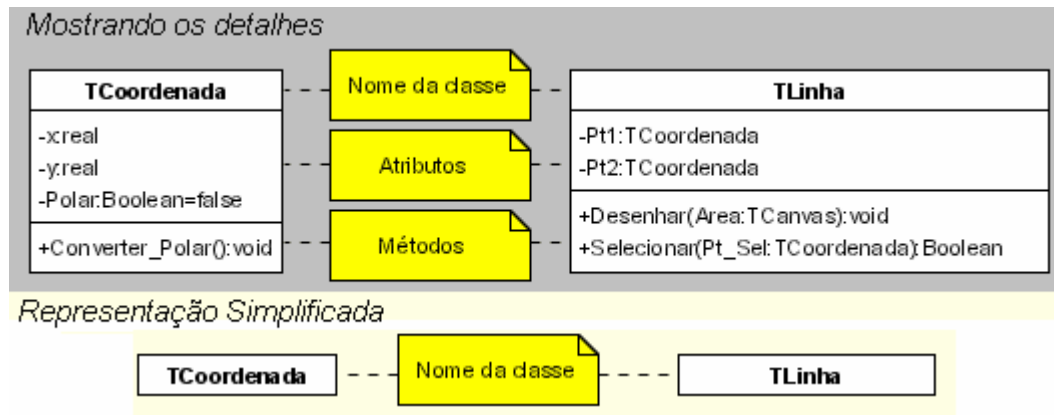 Mostrando os detalhes
TCoordenada
-x:real
-y:real
-Polar:Boolean=false
+Converter_Polar():void
Nome da classe
Atributos
Métodos
TLinha
-Pt1:TCoordenada
-Pt2:TCoordenada
+Desenhar(Area:TCanvas):void
+Selecionar(Pt_Sel:TCoordenada):Boolean
Representação Simplificada
TCoordenada
Nome da classe
TLinha